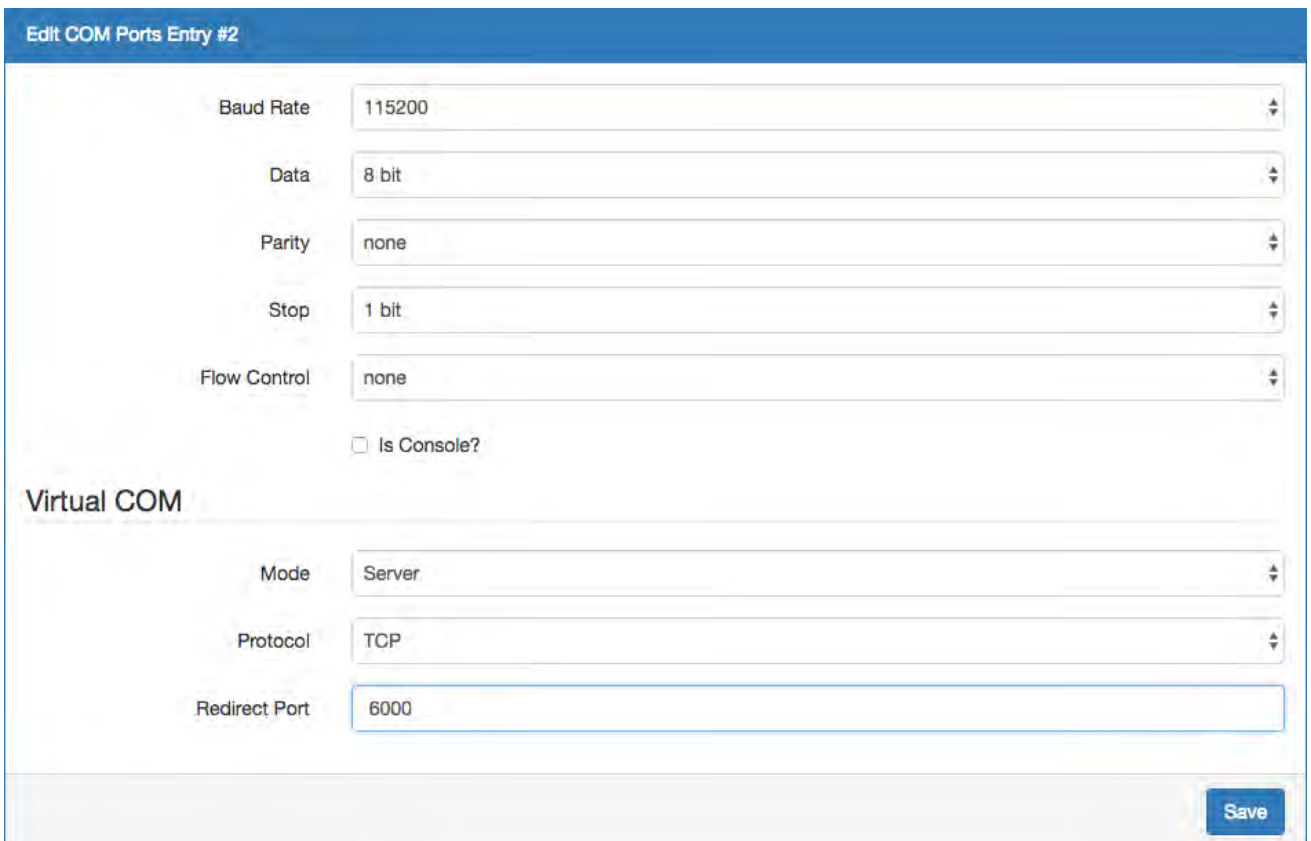 Edit COM Ports Entry #2
Baud Rate 115200
Data 8 bit
Parity none
Stop 1 bit
Flow Control none
Is Console?
Virtual COM
Mode Server
Protocol TCP
Redirect Port 6000
Save